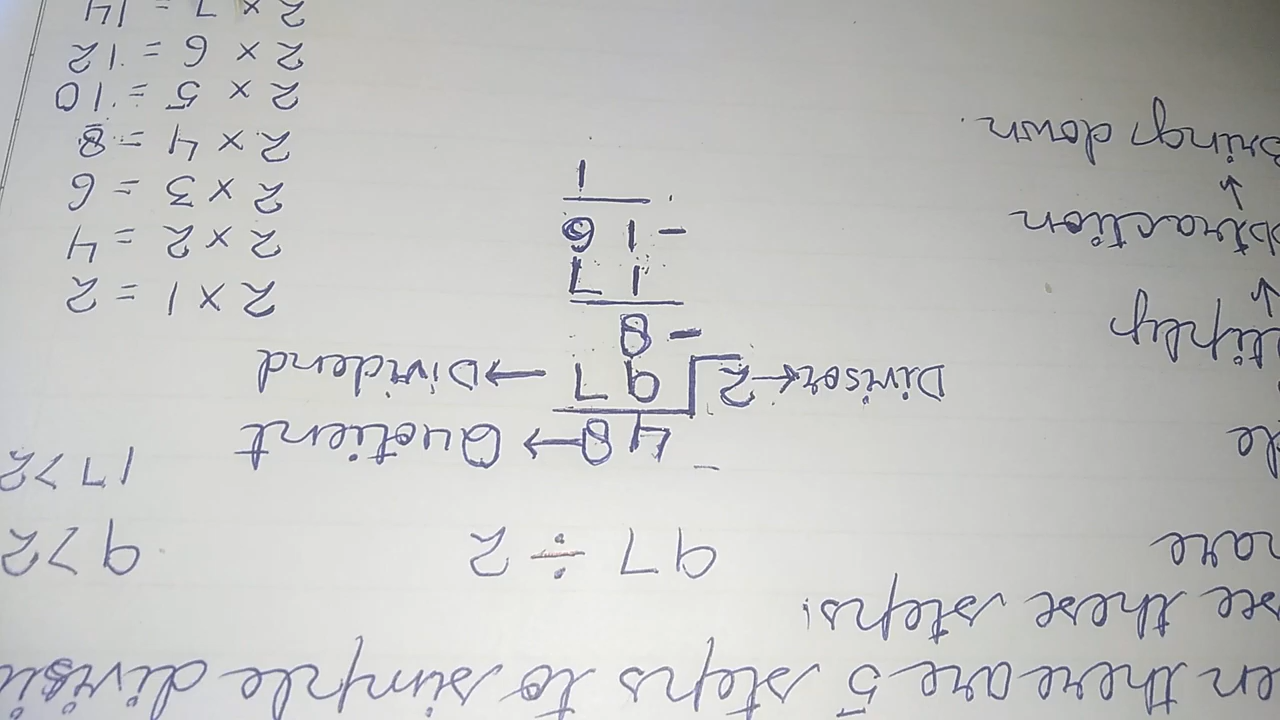 there are 5 steps to simple
see these steps:
97 ÷ 2 9>2
48 → Quotient 17>2
Divisor ← 2 97 → Dividend
- 8
17 2 × 1 = 2
- 16 2 × 2 = 4
1 2 × 3 = 6
2 × 4 = 8
Bring down 2 × 5 = 10
2 × 6 = 12
2 × 7 = 14